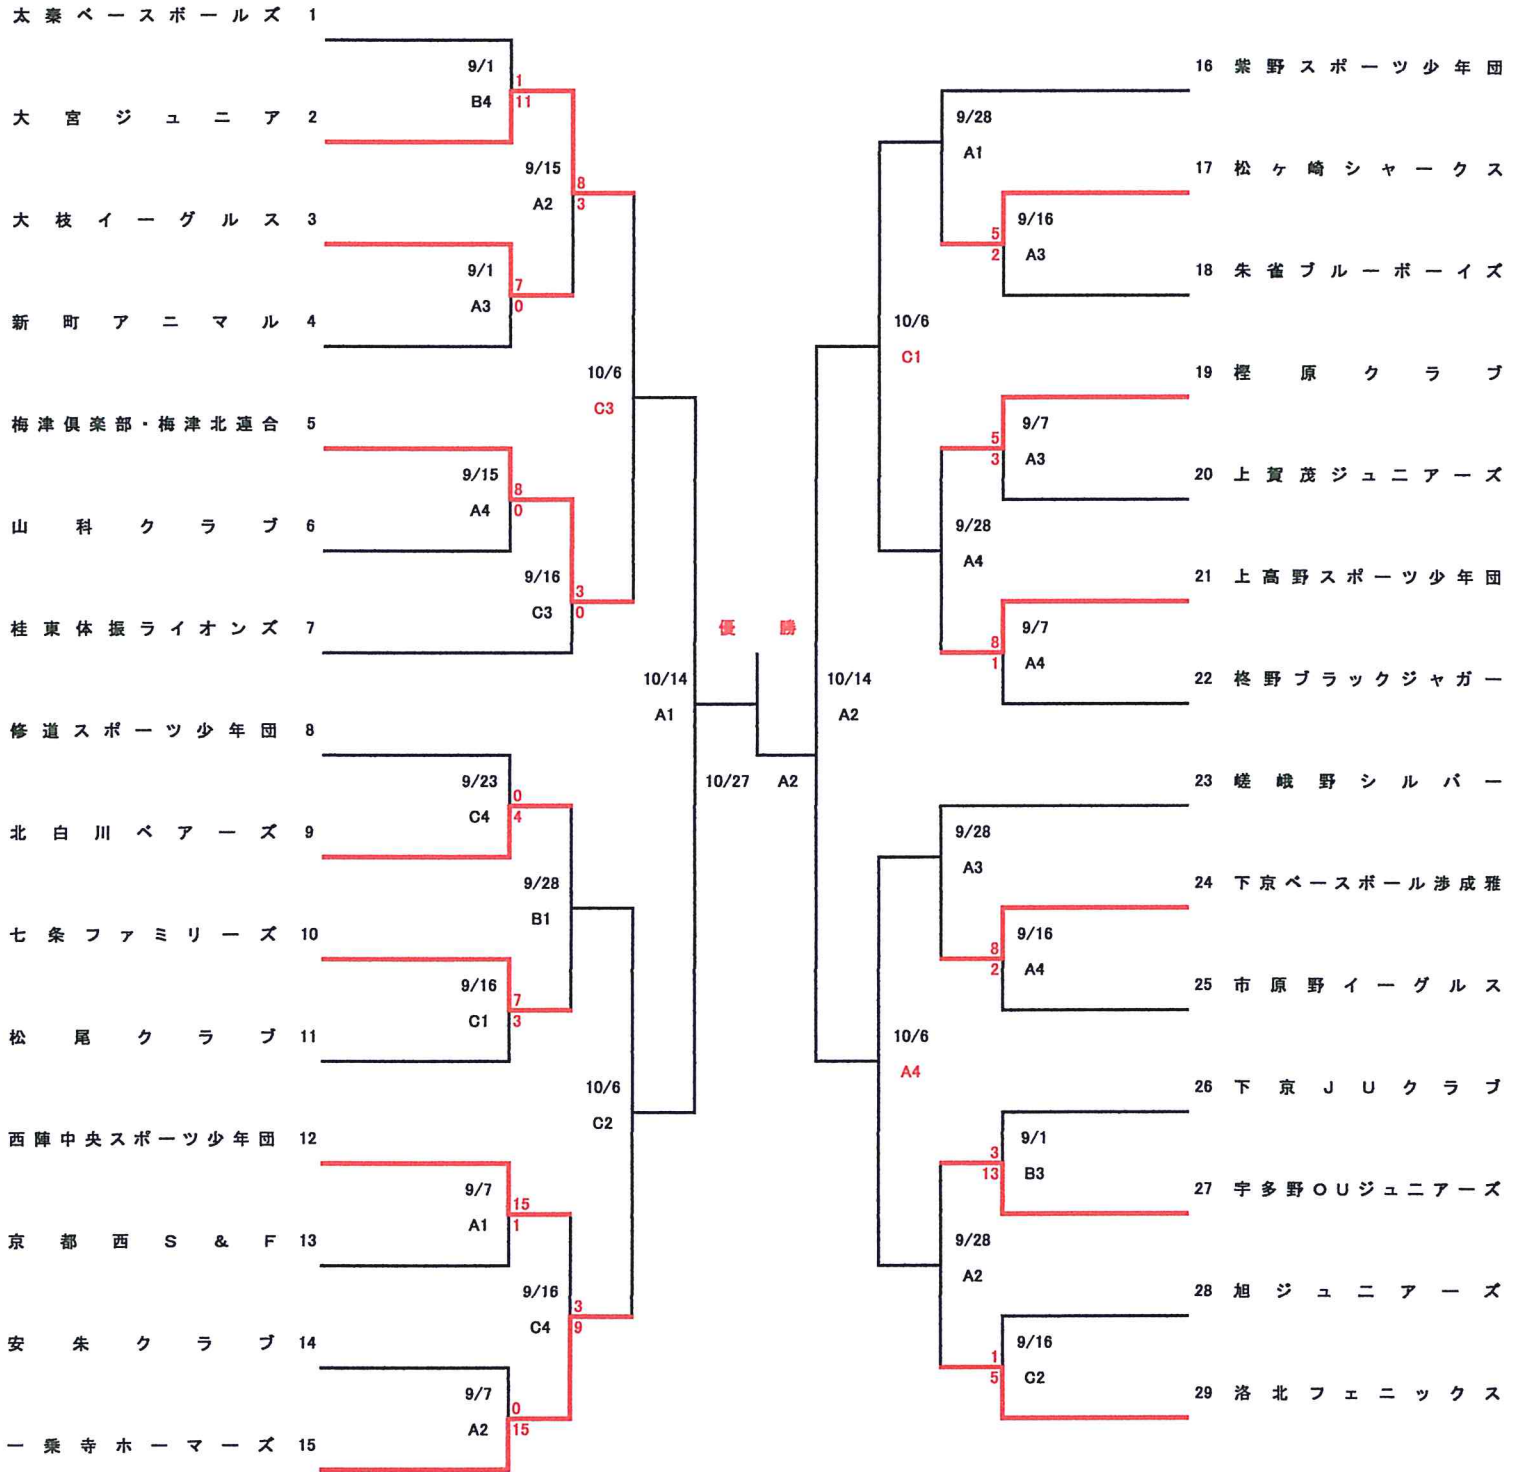 太秦ベースボールズ 1
9/1
B4
1
11
大宮ジュニア 2
9/15
A2
8
3
大枝イーグルス 3
9/1
A3
7
0
新町アニマル 4
10/6
C3
梅津倶楽部・梅津北連合 5
9/15
A4
8
0
山科クラブ 6
9/16
C3
3
0
桂東体振ライオンズ 7
10/14
A1
修道スポーツ少年団 8
9/23
C4
0
4
北白川ベアーズ 9
9/28
B1
七条ファミリーズ 10
9/16
C1
7
3
松尾クラブ 11
10/6
C2
西陣中央スポーツ少年団 12
9/7
A1
15
1
京都西S&F 13
9/16
C4
3
9
安朱クラブ 14
9/7
A2
0
15
一乗寺ホーマーズ 15
優勝
10/27 A2
16 紫野スポーツ少年団
9/28
A1
17 松ヶ崎シャークス
9/16
A3
5
2
18 朱雀ブルーボーイズ
10/6
C1
19 樫原クラブ
9/7
A3
5
3
20 上賀茂ジュニアーズ
9/28
A4
21 上高野スポーツ少年団
9/7
A4
8
1
22 柊野ブラックジャガー
10/14
A2
23 嵯峨野シルバー
9/28
A3
24 下京ベースボール渉成雅
9/16
A4
8
2
25 市原野イーグルス
10/6
A4
26 下京JUクラブ
9/1
B3
3
13
27 宇多野OUジュニアーズ
9/28
A2
28 旭ジュニアーズ
9/16
C2
1
5
29 洛北フェニックス